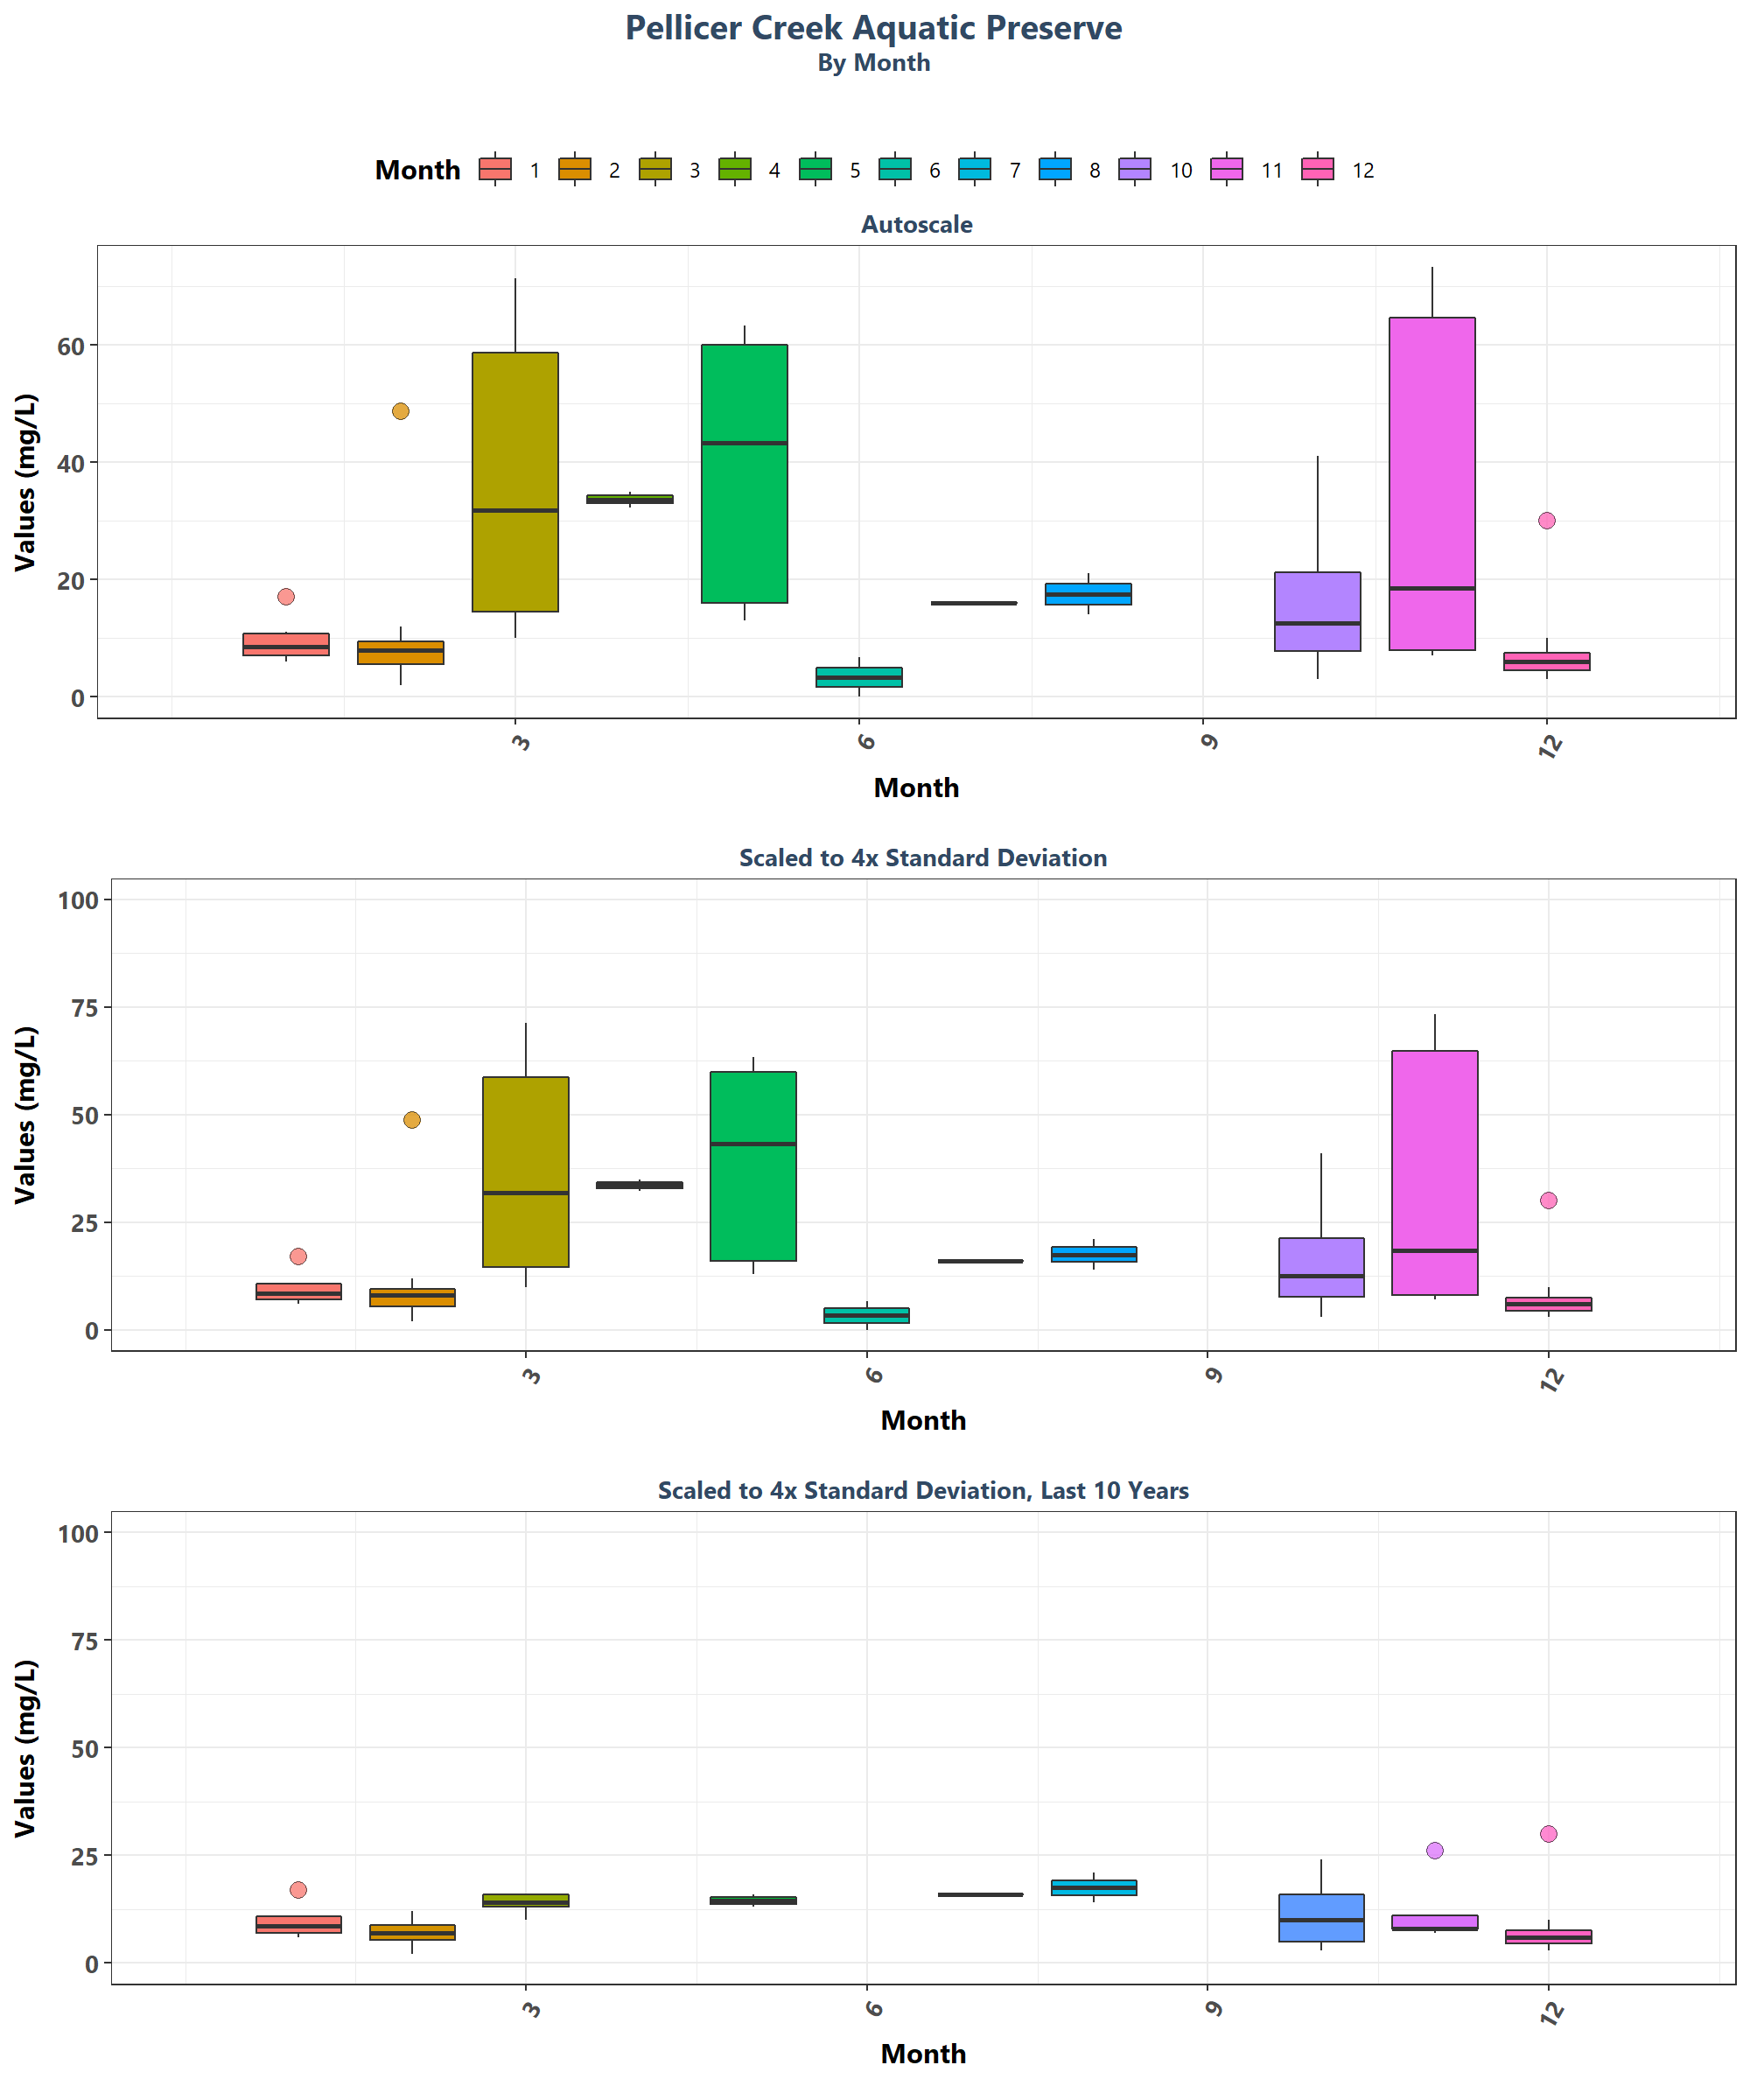 Pellicer Creek Aquatic Preserve
By Month
Month 1 2 3 4 5 6 7 8 10 11 12
Autoscale
Values (mg/L)
60
40
20
0
3 6 9 12
Month
Scaled to 4x Standard Deviation
Values (mg/L)
100
75
50
25
0
3 6 9 12
Month
Scaled to 4x Standard Deviation, Last 10 Years
Values (mg/L)
100
75
50
25
0
3 6 9 12
Month